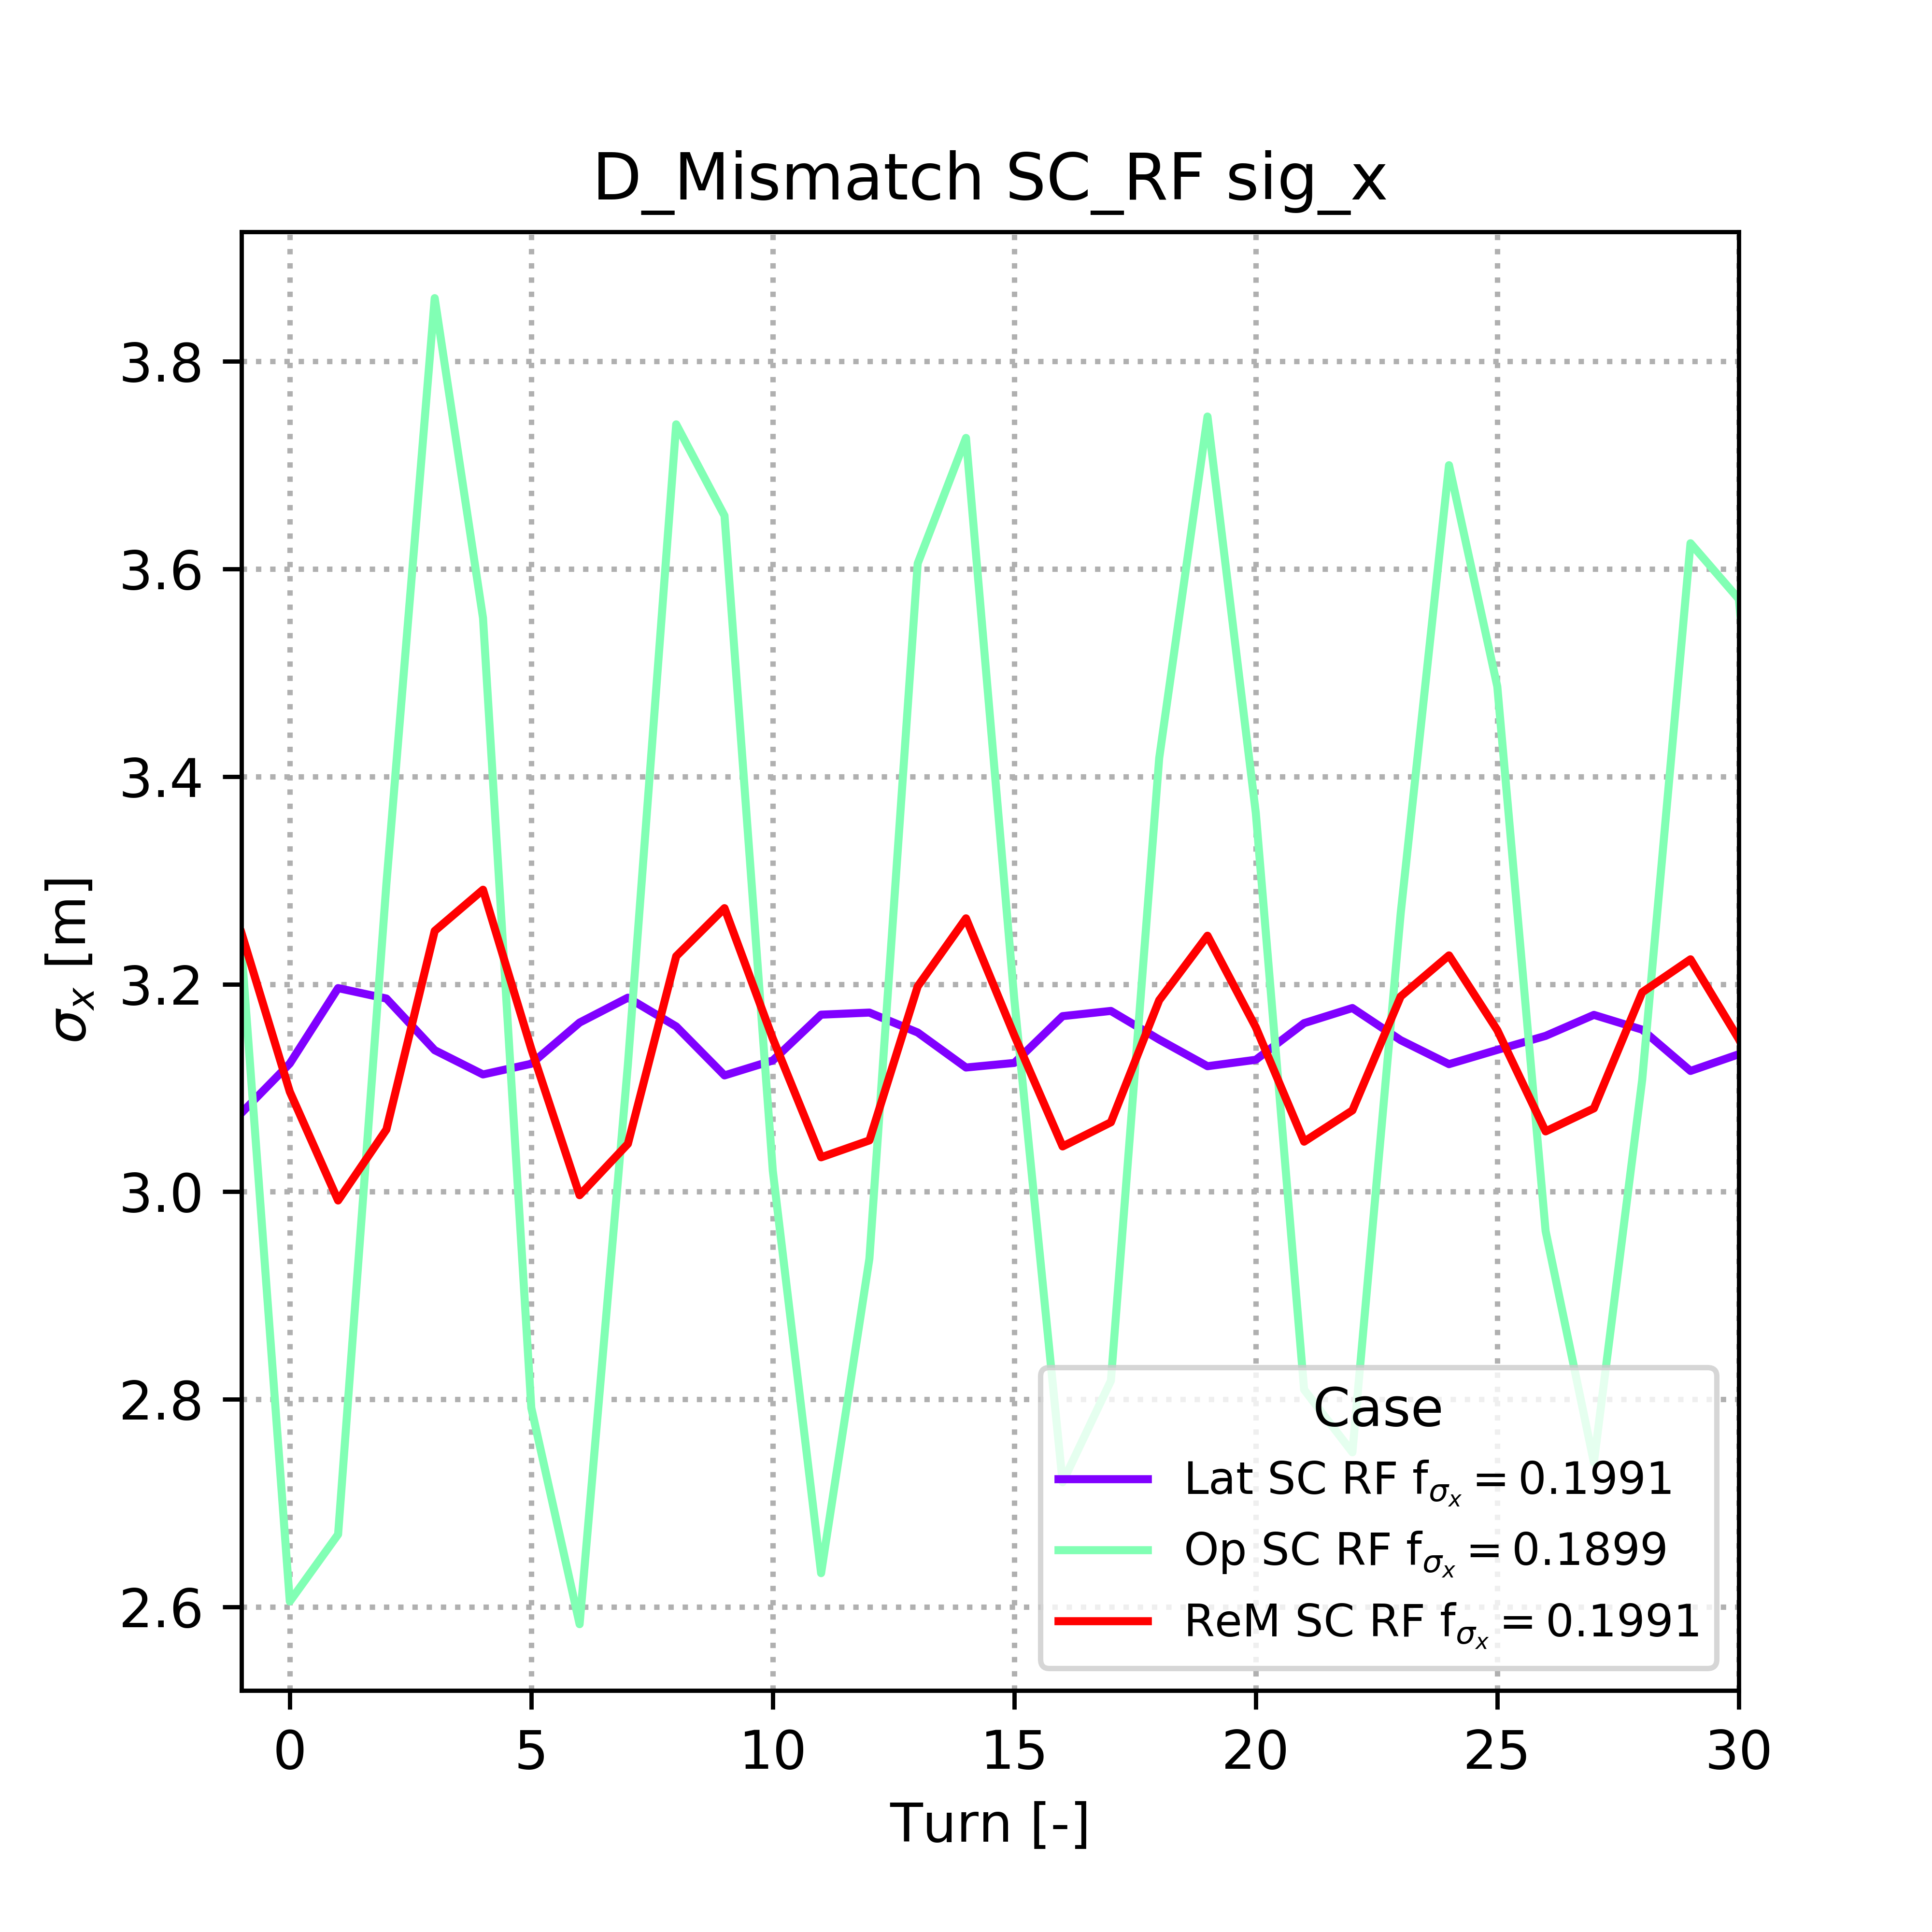 D_Mismatch SC_RF sig_x
3.8
3.6
3.4
3.2
3.0
2.8
2.6
σx [m]
0 5 10 15 20 25 30
Turn [-]
Case
Lat SC RF fσx = 0.1991
Op SC RF fσx = 0.1899
ReM SC RF fσx = 0.1991